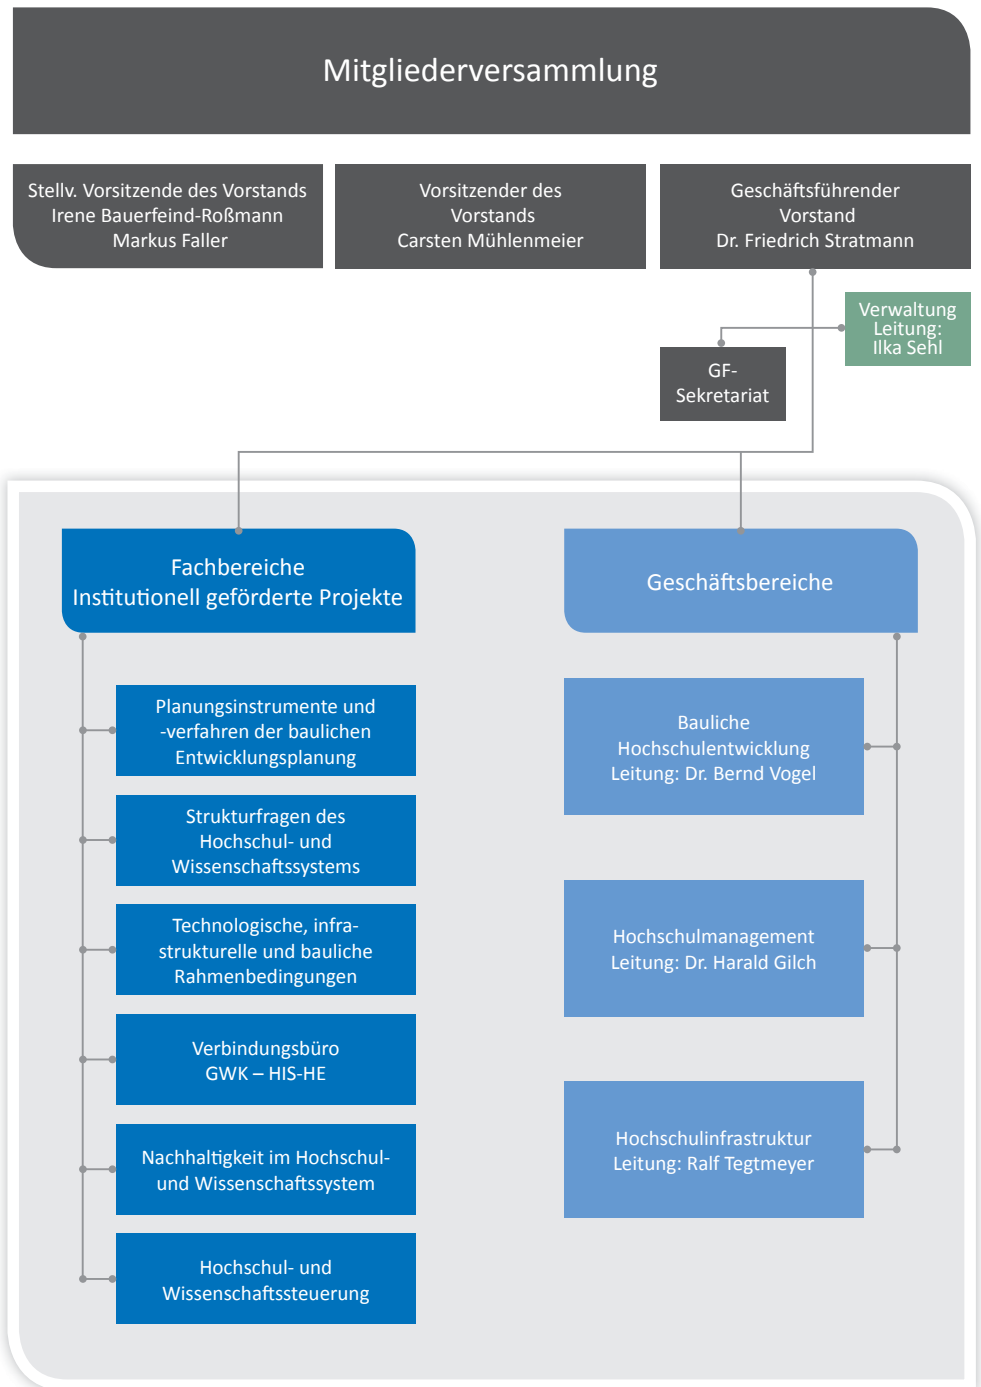 Mitgliederversammlung
Stellv. Vorsitzende des Vorstands
Irene Bauerfeind-Roßmann
Markus Faller
Vorsitzender des
Vorstands
Carsten Mühlenmeier
Geschäftsführender
Vorstand
Dr. Friedrich Stratmann
Verwaltung
Leitung:
Ilka Sehl
GF-
Sekretariat
Fachbereiche
Institutionell geförderte Projekte
Planungsinstrumente und
-verfahren der baulichen
Entwicklungsplanung
Strukturfragen des
Hochschul- und
Wissenschaftssystems
Technologische, infra-
strukturelle und bauliche
Rahmenbedingungen
Verbindungsbüro
GWK – HIS-HE
Nachhaltigkeit im Hochschul-
und Wissenschaftssystem
Hochschul- und
Wissenschaftssteuerung
Geschäftsbereiche
Bauliche
Hochschulentwicklung
Leitung: Dr. Bernd Vogel
Hochschulmanagement
Leitung: Dr. Harald Gilch
Hochschulinfrastruktur
Leitung: Ralf Tegtmeyer